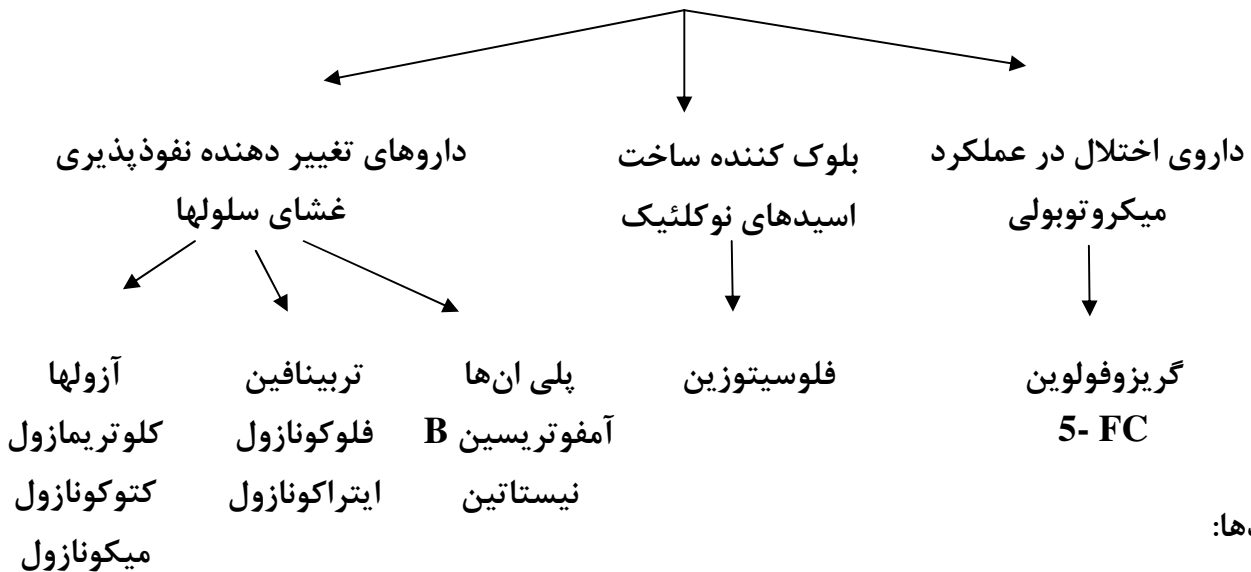 داروی اختلال در عملکرد
میکروتوبولی
بلوک کننده ساخت
اسیدهای نوکلئیک
داروهای تغییر دهنده نفوذپذیری
غشای سلولها
گریزوفولوین
5- FC
فلوسیتوزین
پلی ان‌ها
آمفوتریسین B
نیستاتین
تربینافین
فلوکونازول
ایتراکونازول
آزولها
کلوتریمازول
کتوکونازول
میکونازول